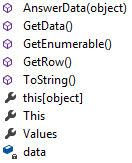 AnswerData(object)
GetData()
GetEnumerable()
GetRow()
ToString()
this[object]
This
Values
data